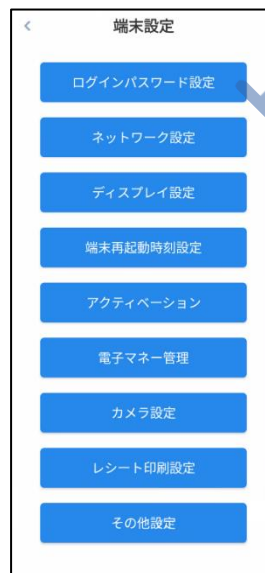 端末設定
ログインパスワード設定
ネットワーク設定
ディスプレイ設定
端末再起動時刻設定
アクティベーション
電子マネー管理
カメラ設定
レシート印刷設定
その他設定